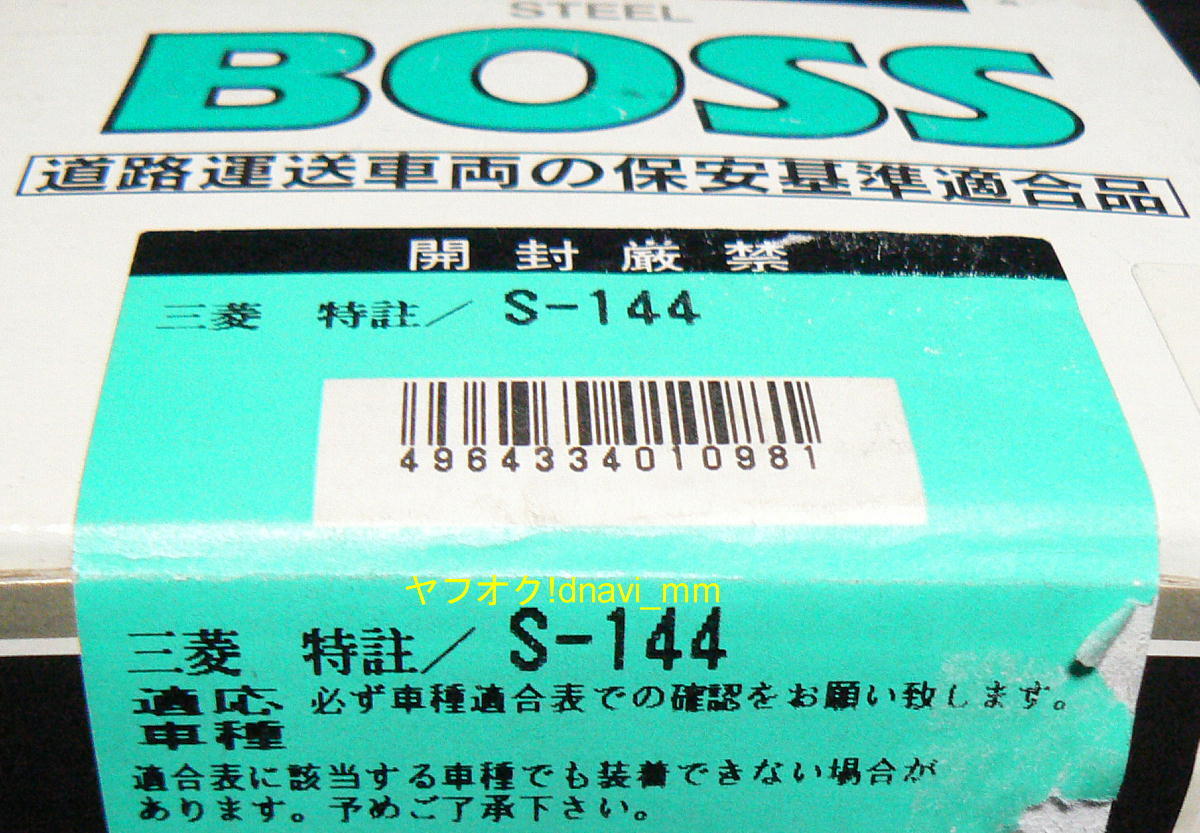 STEEL
BOSS
道路運送車両の保安基準適合品
開封厳禁
三菱 特註／ S-144
4964334010981
ヤフオク!dnavi_mm
三菱 特註／ S-144
適応 必ず車種適合表での確認をお願い致します。
車種
適合表に該当する車種でも装着できない場合が
あります。予めご了承下さい。